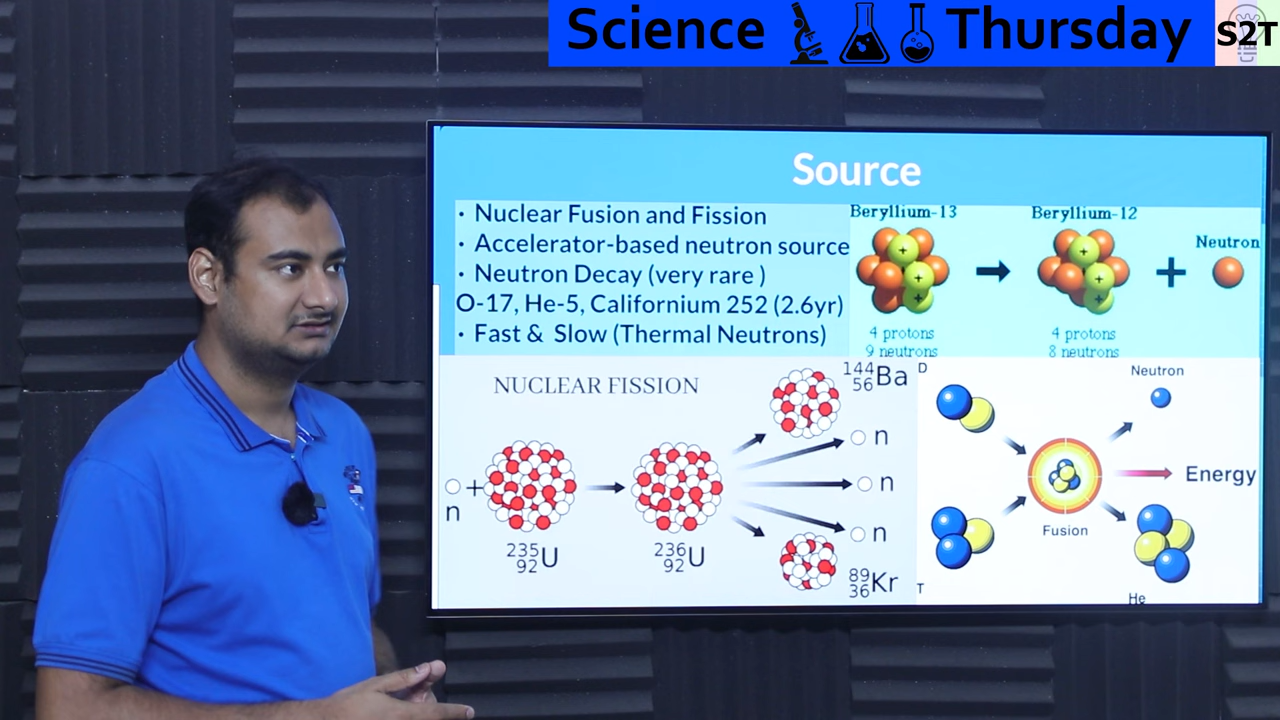 Science Thursday
S2T
Source
· Nuclear Fusion and Fission
· Accelerator-based neutron source
· Neutron Decay (very rare )
O-17, He-5, Californium 252 (2.6yr)
· Fast & Slow (Thermal Neutrons)
Beryllium-13
Beryllium-12
Neutron
+
4 protons
9 neutrons
4 protons
8 neutrons
NUCLEAR FISSION
n
+
235 92 U
236 92 U
144 56 Ba
n
n
n
89 36 Kr
D
T
Fusion
Neutron
Energy
He